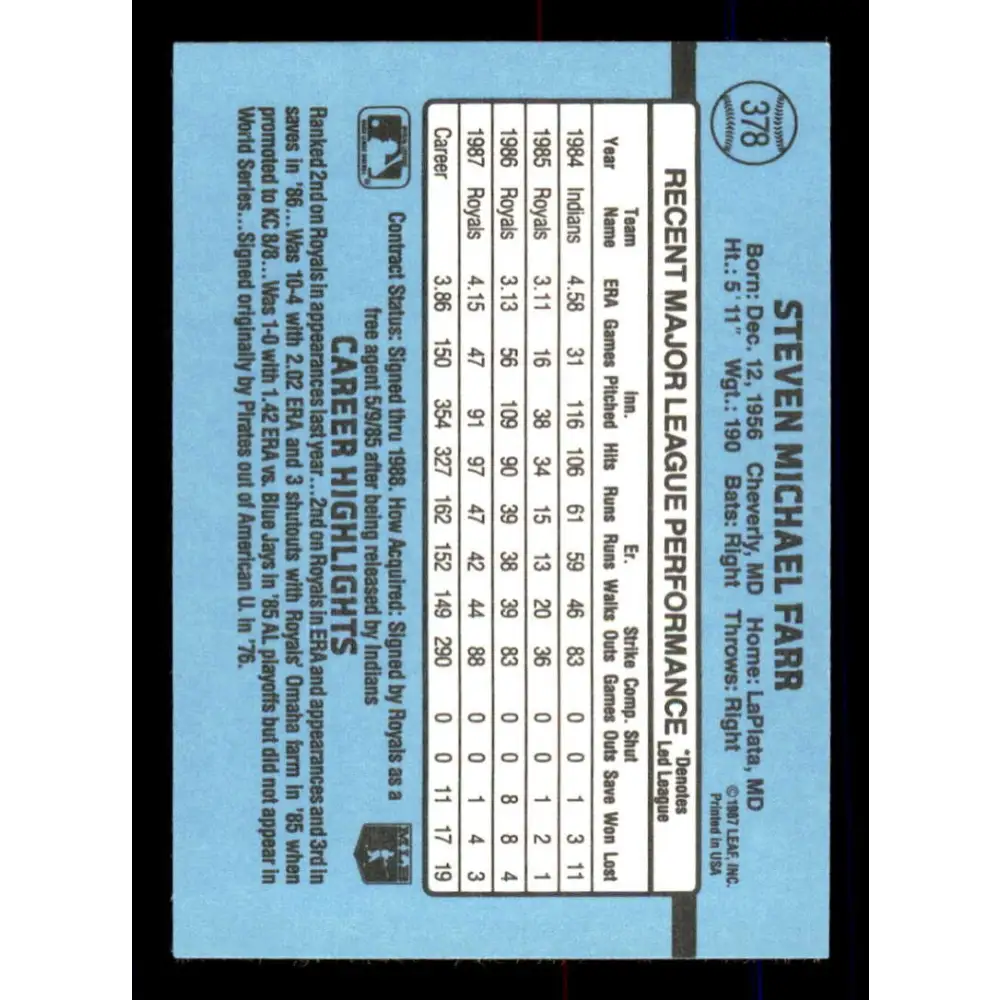 378
STEVEN MICHAEL FARR
Born: Dec. 12, 1956 Cheverly, MD Home: LaPlata, MD
Ht.: 5'11" Wgt.: 190 Bats: Right Throws: Right
©1987 LEAF, INC.
Printed in USA
RECENT MAJOR LEAGUE PERFORMANCE *Denotes
Led League
Team Inn. Er. Strike Comp. Shut
Year Name ERA Games Pitched Hits Runs Runs Walks Outs Games Outs Save Won Lost
1984 Indians 4.58 31 116 106 61 59 46 83 0 0 1 3 11
1985 Royals 3.11 16 38 34 15 13 20 36 0 0 1 2 1
1986 Royals 3.13 56 109 90 39 38 39 83 0 0 8 8 4
1987 Royals 4.15 47 91 97 47 42 44 88 0 0 1 4 3
Career 3.86 150 354 327 162 152 149 290 0 0 11 17 19
Contract Status: Signed thru 1988. How Acquired: Signed by Royals as a
free agent 5/9/85 after being released by Indians
MLB
CAREER HIGHLIGHTS
Ranked 2nd on Royals in appearances last year...2nd on Royals in ERA and appearances and 3rd in
saves in '86...Was 10-4 with 2.02 ERA and 3 shutouts with Royals' Omaha farm in '85 when
promoted to KC 8/8...Was 1-0 with 1.42 ERA vs. Blue Jays in '85 AL playoffs but did not appear in
World Series...Signed originally by Pirates out of American U. in '76.